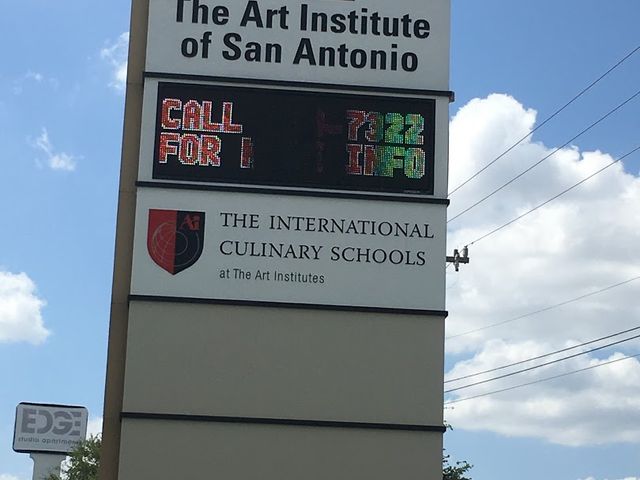 The Art Institute
of San Antonio
CALL 7322
FOR INFO
THE INTERNATIONAL
CULINARY SCHOOLS
at The Art Institutes
Ai
EDGE
studio apartments